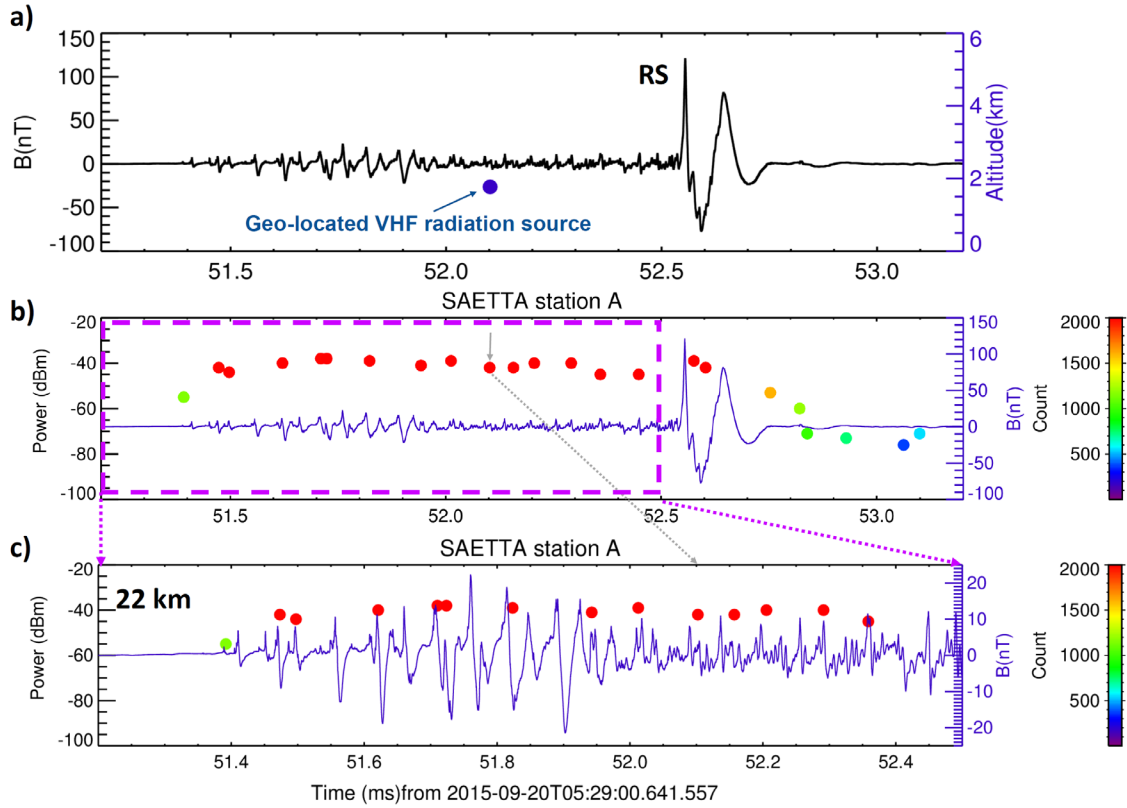 a)
150
100
50
0
-50
-100
B(nT)
RS
Geo-located VHF radiation source
6
4
2
0
Altitude(km)
51.5 52.0 52.5 53.0
SAETTA station A
b)
-20
-40
-60
-80
-100
Power (dBm)
150
100
50
0
-50
-100
B(nT)
2000
1500
1000
500
Count
51.5 52.0 52.5 53.0
SAETTA station A
c)
22 km
-20
-40
-60
-80
-100
Power (dBm)
20
10
0
-10
-20
B(nT)
2000
1500
1000
500
Count
51.4 51.6 51.8 52.0 52.2 52.4
Time (ms)from 2015-09-20T05:29:00.641.557